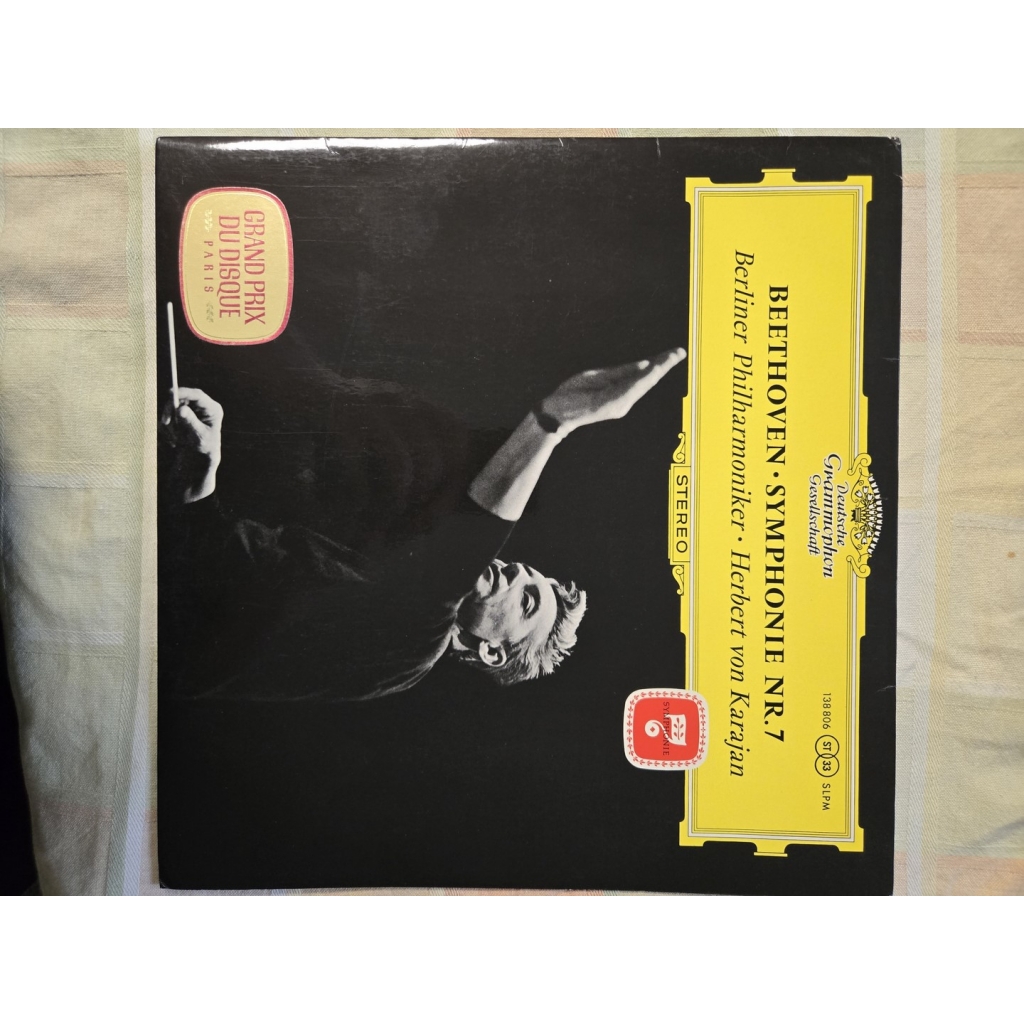 Deutsche
Grammophon
Gesellschaft
138 806 ST 33 SLPM
BEETHOVEN · SYMPHONIE NR. 7
Berliner Philharmoniker · Herbert von Karajan
STEREO
SYMPHONIE
GRAND PRIX
DU DISQUE
PARIS